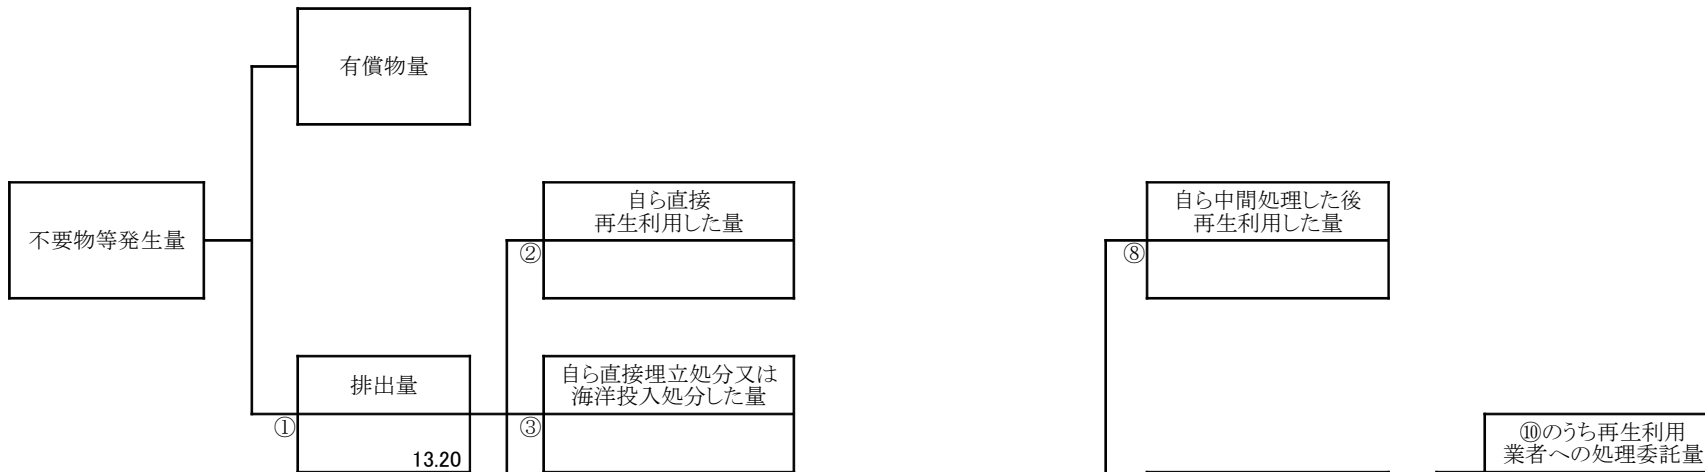 有償物量
不要物等発生量
自ら直接
再生利用した量
②
自ら中間処理した後
再生利用した量
⑧
排出量
①
13.20
自ら直接埋立処分又は
海洋投入処分した量
③
⑩のうち再生利用
業者への処理委託量